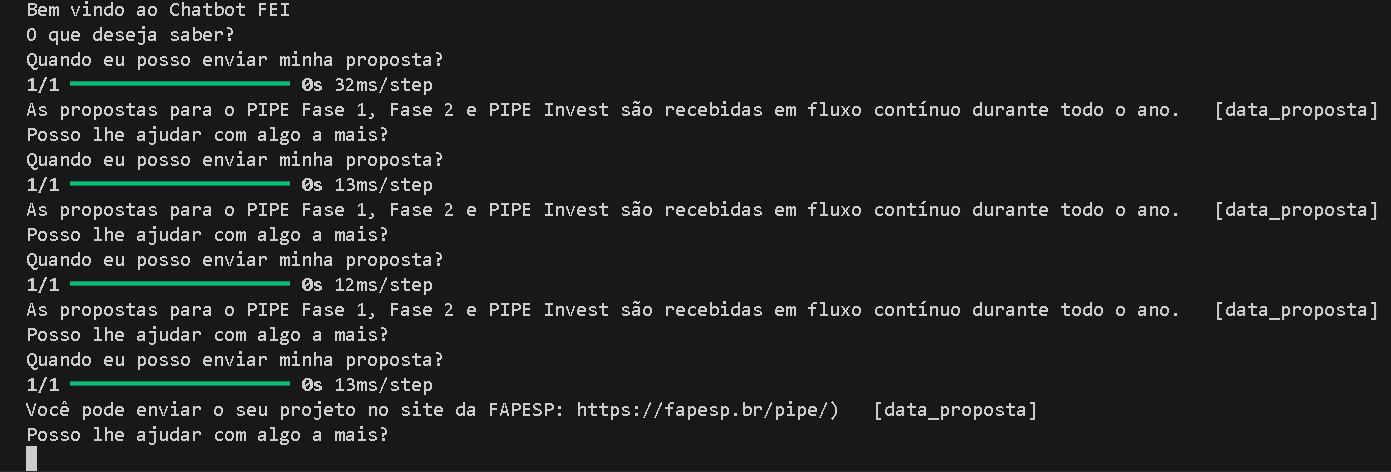 Bem vindo ao Chatbot FEI
O que deseja saber?
Quando eu posso enviar minha proposta?
1/1 ━━━━━━━━━━━━━━━━━━━━ 0s 32ms/step
As propostas para o PIPE Fase 1, Fase 2 e PIPE Invest são recebidas em fluxo contínuo durante todo o ano.   [data_proposta]
Posso lhe ajudar com algo a mais?
Quando eu posso enviar minha proposta?
1/1 ━━━━━━━━━━━━━━━━━━━━ 0s 13ms/step
As propostas para o PIPE Fase 1, Fase 2 e PIPE Invest são recebidas em fluxo contínuo durante todo o ano.   [data_proposta]
Posso lhe ajudar com algo a mais?
Quando eu posso enviar minha proposta?
1/1 ━━━━━━━━━━━━━━━━━━━━ 0s 12ms/step
As propostas para o PIPE Fase 1, Fase 2 e PIPE Invest são recebidas em fluxo contínuo durante todo o ano.   [data_proposta]
Posso lhe ajudar com algo a mais?
Quando eu posso enviar minha proposta?
1/1 ━━━━━━━━━━━━━━━━━━━━ 0s 13ms/step
Você pode enviar o seu projeto no site da FAPESP: https://fapesp.br/pipe/)   [data_proposta]
Posso lhe ajudar com algo a mais?